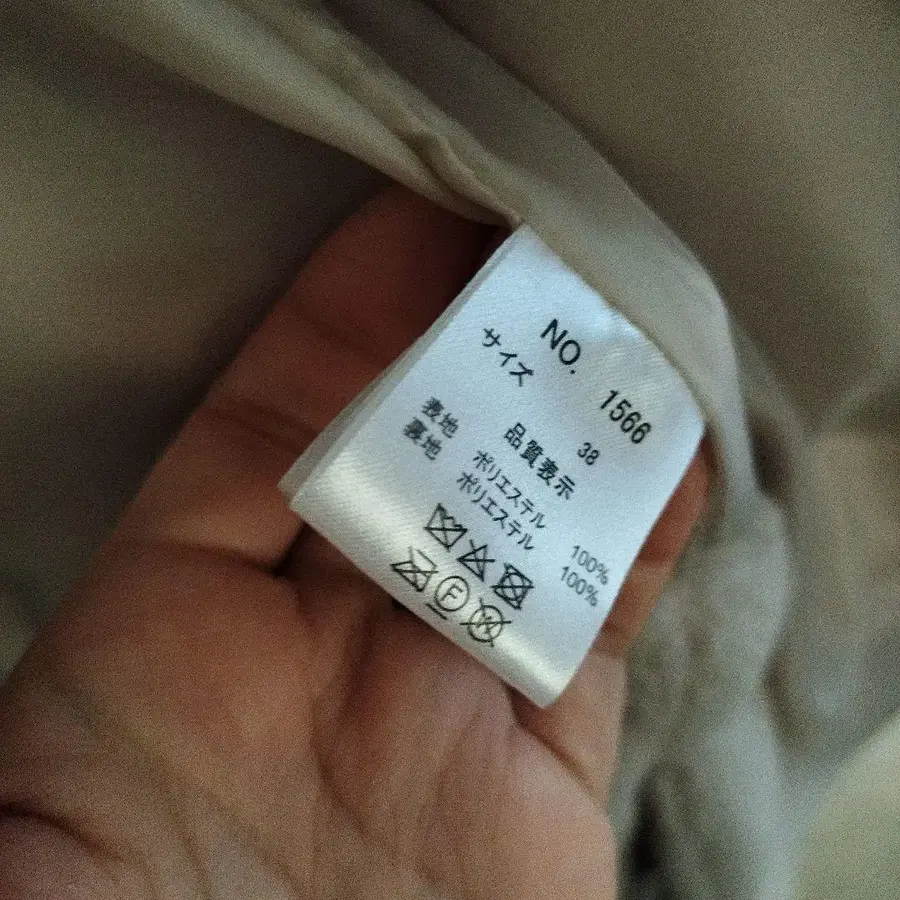 NO. 1566
サイズ 38
品質表示
表地 ポリエステル 100%
裏地 ポリエステル 100%
F W